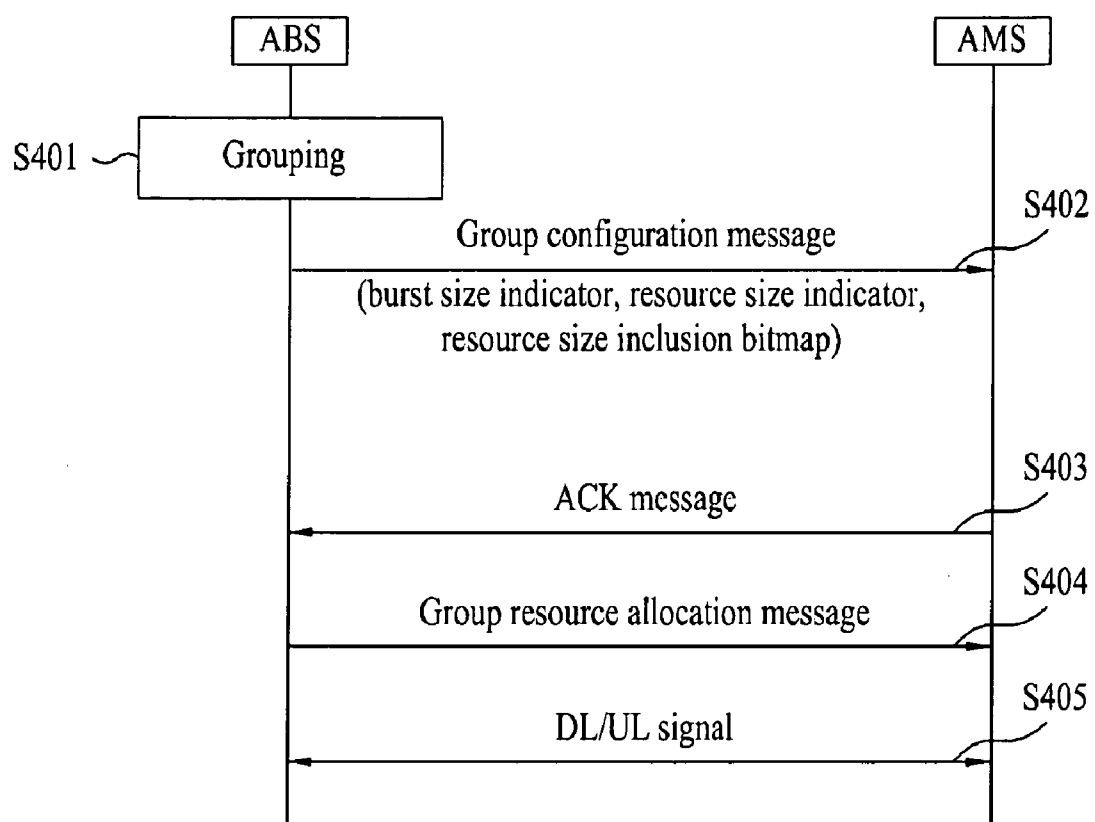 ABS
AMS
S401
Grouping
S402
Group configuration message
(burst size indicator, resource size indicator,
resource size inclusion bitmap)
S403
ACK message
S404
Group resource allocation message
S405
DL/UL signal